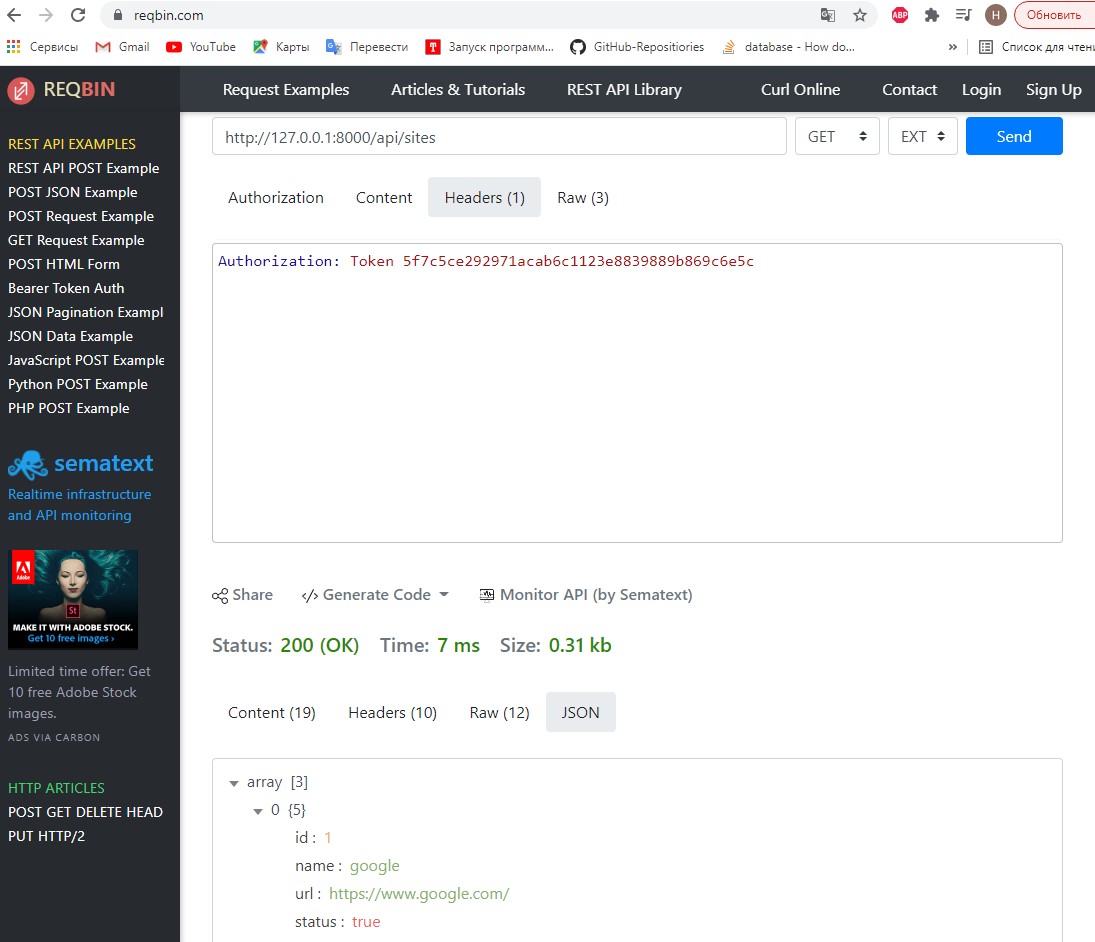 reqbin.com
ABP
H
Обновить
Сервисы
Gmail
YouTube
Карты
Перевести
Запуск программ...
GitHub-Repositiories
database - How do...
»
Список для чтени
REQBIN
Request Examples
Articles & Tutorials
REST API Library
Curl Online
Contact
Login
Sign Up
REST API EXAMPLES
REST API POST Example
POST JSON Example
POST Request Example
GET Request Example
POST HTML Form
Bearer Token Auth
JSON Pagination Exampl
JSON Data Example
JavaScript POST Example
Python POST Example
PHP POST Example
sematext
Realtime infrastructure
and API monitoring
Adobe
St
MAKE IT WITH ADOBE STOCK.
Get 10 free images ›
Limited time offer: Get
10 free Adobe Stock
images.
ADS VIA CARBON
HTTP ARTICLES
POST GET DELETE HEAD
PUT HTTP/2
http://127.0.0.1:8000/api/sites
GET
EXT
Send
Authorization
Content
Headers (1)
Raw (3)
Authorization: Token 5f7c5ce292971acab6c1123e8839889b869c6e5c
Share
</> Generate Code
Monitor API (by Sematext)
Status: 200 (OK) Time: 7 ms Size: 0.31 kb
Content (19)
Headers (10)
Raw (12)
JSON
array [3]
0 {5}
id : 1
name : google
url : https://www.google.com/
status : true